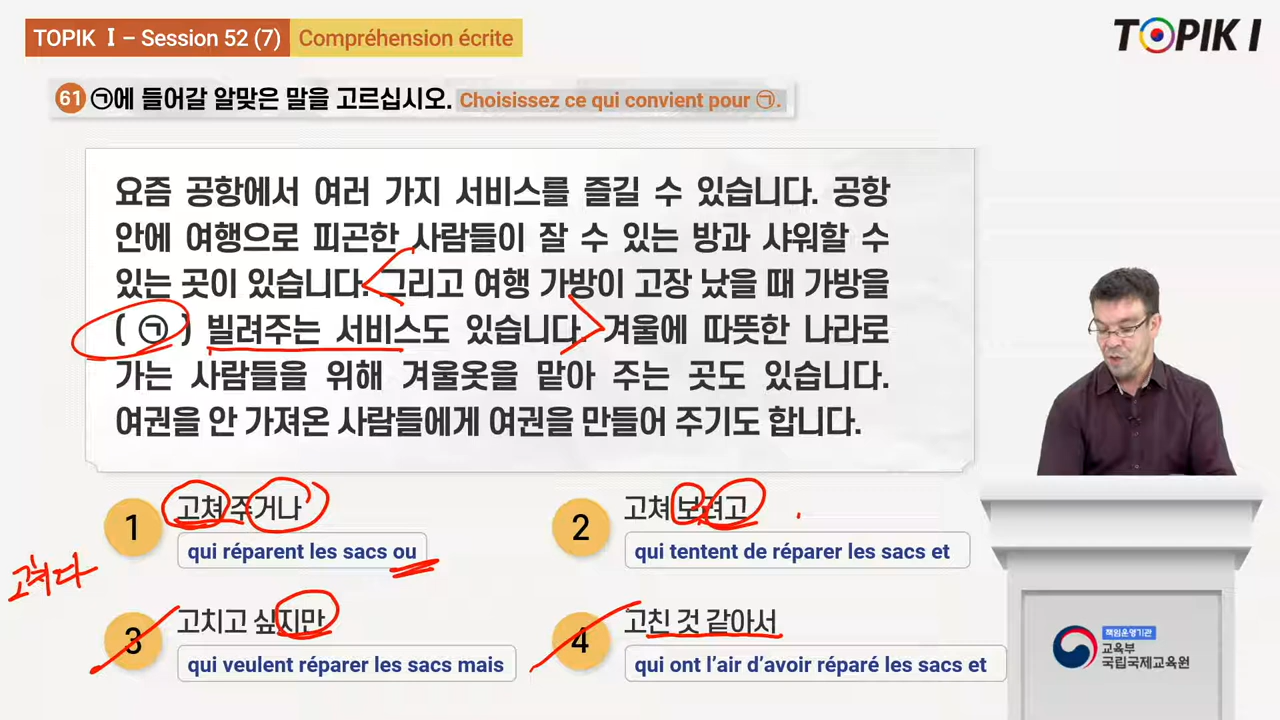 TOPIK Ⅰ – Session 52 (7) Compréhension écrite
TOPIK I
61 ㉠에 들어갈 알맞은 말을 고르십시오. Choisissez ce qui convient pour ㉠.
요즘 공항에서 여러 가지 서비스를 즐길 수 있습니다. 공항
안에 여행으로 피곤한 사람들이 잘 수 있는 방과 샤워할 수
있는 곳이 있습니다. 그리고 여행 가방이 고장 났을 때 가방을
( ㉠ ) 빌려주는 서비스도 있습니다. 겨울에 따뜻한 나라로
가는 사람들을 위해 겨울옷을 맡아 주는 곳도 있습니다.
여권을 안 가져온 사람들에게 여권을 만들어 주기도 합니다.
1 고쳐 주거나
qui réparent les sacs ou
2 고쳐 보려고
qui tentent de réparer les sacs et
고쳐다
3 고치고 싶지만
qui veulent réparer les sacs mais
4 고친 것 같아서
qui ont l'air d'avoir réparé les sacs et
책임운영기관
교육부
국립국제교육원